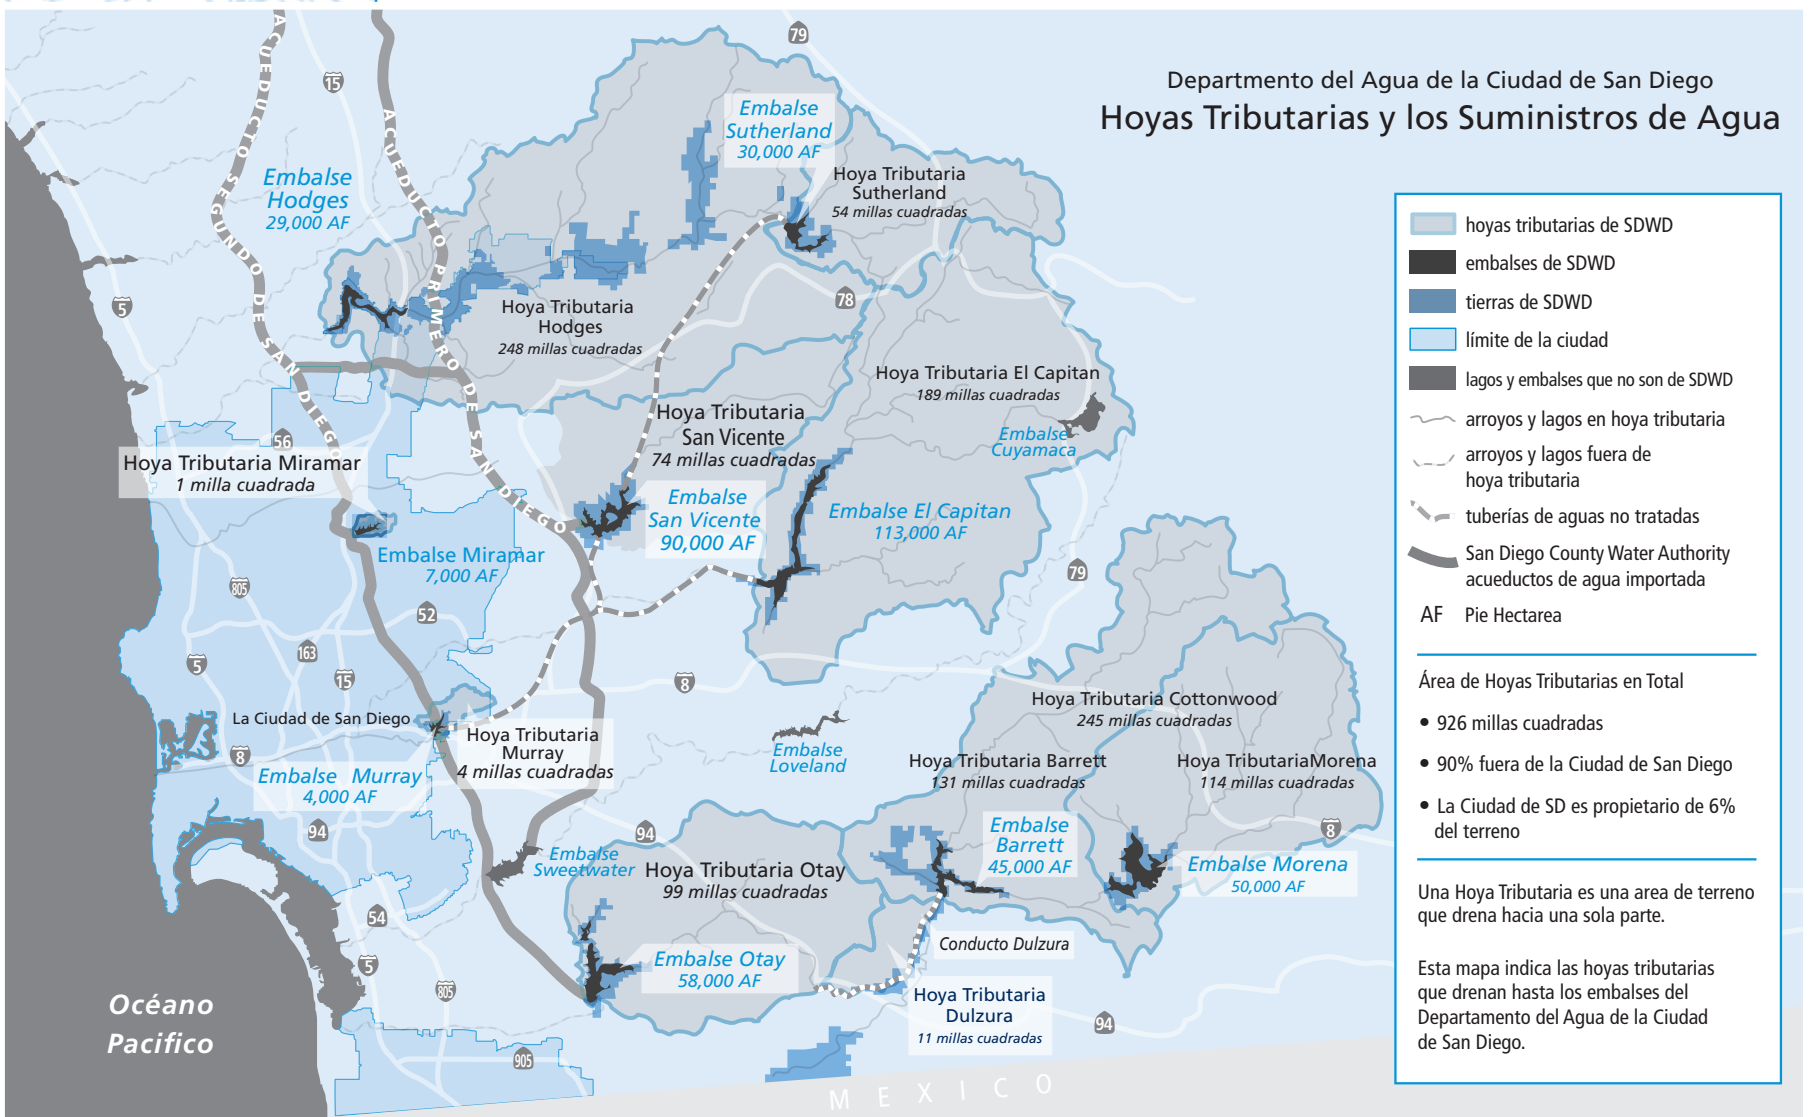 Departmento del Agua de la Ciudad de San Diego
Hoyas Tributarias y los Suministros de Agua
ACUEDUCTO SEGUNDO DE SAN DIEGO
ACUEDUCTO PRIMERO DE SAN DIEGO
79
15
Embalse
Sutherland
30,000 AF
Hoya Tributaria
Sutherland
54 millas cuadradas
Embalse
Hodges
29,000 AF
5
78
Hoya Tributaria
Hodges
248 millas cuadradas
Hoya Tributaria El Capitan
189 millas cuadradas
Embalse
Cuyamaca
Hoya Tributaria
San Vicente
74 millas cuadradas
56
Hoya Tributaria Miramar
1 milla cuadrada
Embalse
San Vicente
90,000 AF
Embalse El Capitan
113,000 AF
Embalse Miramar
7,000 AF
79
805
52
163
5
15
8
La Ciudad de San Diego
Hoya Tributaria
Murray
4 millas cuadradas
8
Embalse Murray
4,000 AF
Embalse
Loveland
Hoya Tributaria Cottonwood
245 millas cuadradas
Hoya Tributaria Barrett
131 millas cuadradas
Hoya TributariaMorena
114 millas cuadradas
94
94
8
Embalse
Sweetwater
Hoya Tributaria Otay
99 millas cuadradas
Embalse
Barrett
45,000 AF
Embalse Morena
50,000 AF
54
5
805
Embalse Otay
58,000 AF
Conducto Dulzura
Hoya Tributaria
Dulzura
11 millas cuadradas
94
905
Océano
Pacifico
MEXICO
hoyas tributarias de SDWD
embalses de SDWD
tierras de SDWD
límite de la ciudad
lagos y embalses que no son de SDWD
arroyos y lagos en hoya tributaria
arroyos y lagos fuera de
hoya tributaria
tuberías de aguas no tratadas
San Diego County Water Authority
acueductos de agua importada
AF Pie Hectarea
Área de Hoyas Tributarias en Total
• 926 millas cuadradas
• 90% fuera de la Ciudad de San Diego
• La Ciudad de SD es propietario de 6%
del terreno
Una Hoya Tributaria es una area de terreno
que drena hacia una sola parte.
Esta mapa indica las hoyas tributarias
que drenan hasta los embalses del
Departamento del Agua de la Ciudad
de San Diego.